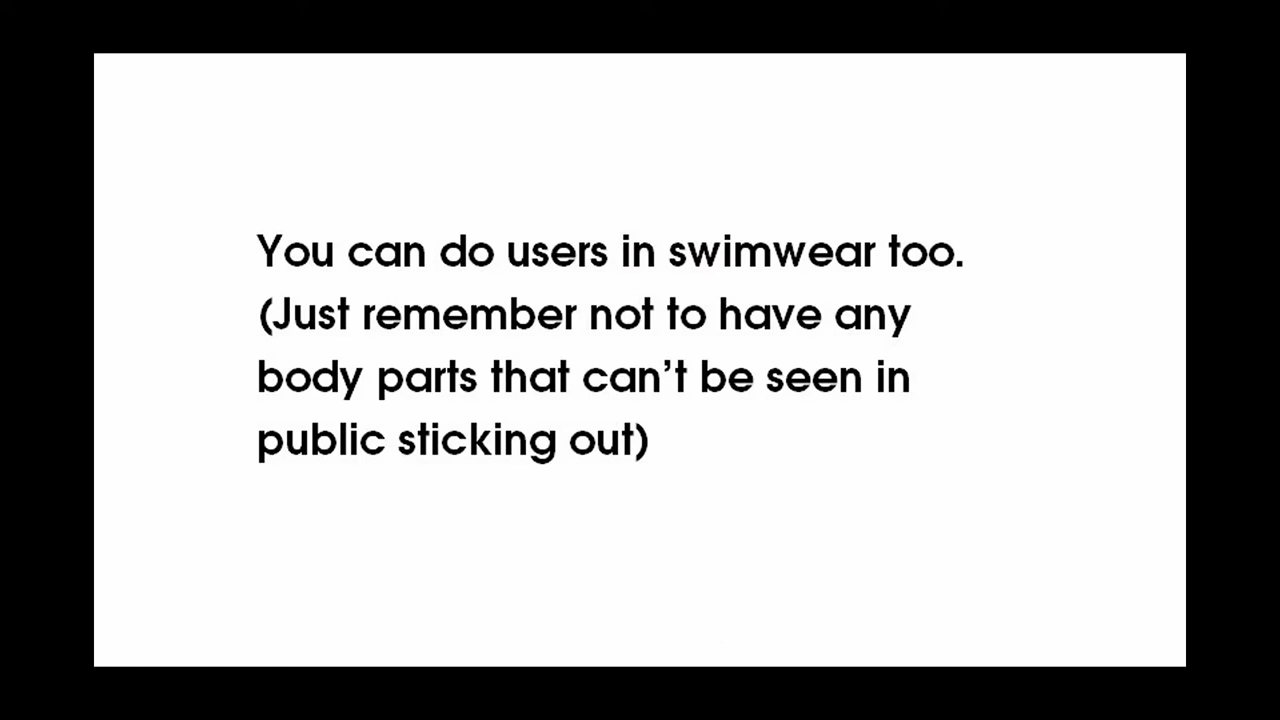 You can do users in swimwear too.
(Just remember not to have any
body parts that can’t be seen in
public sticking out)